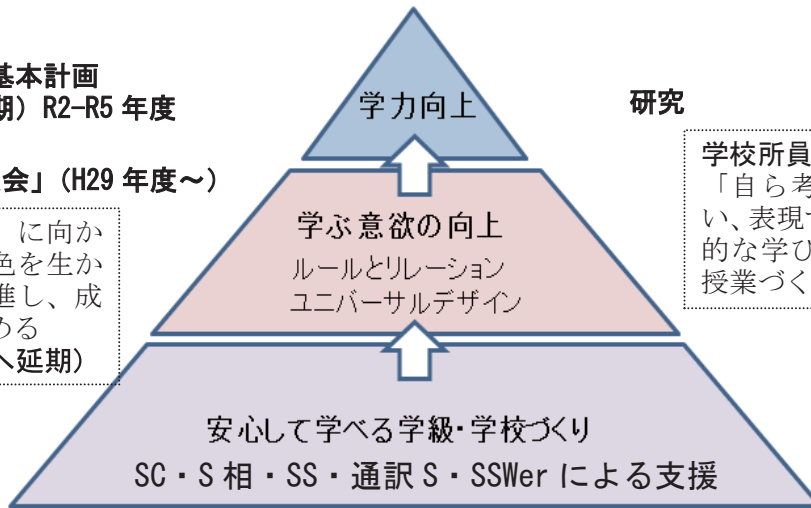 基本計画
期）R2-R5 年度
会」（H29 年度～）
に向か
色を生か
進し、成
める
へ延期）
学力向上
学ぶ意欲の向上
ルールとリレーション
ユニバーサルデザイン
安心して学べる学級・学校づくり
SC・S 相・SS・通訳 S・SSWer による支援
研究
学校所員
「自ら考
い、表現
的な学び
授業づく